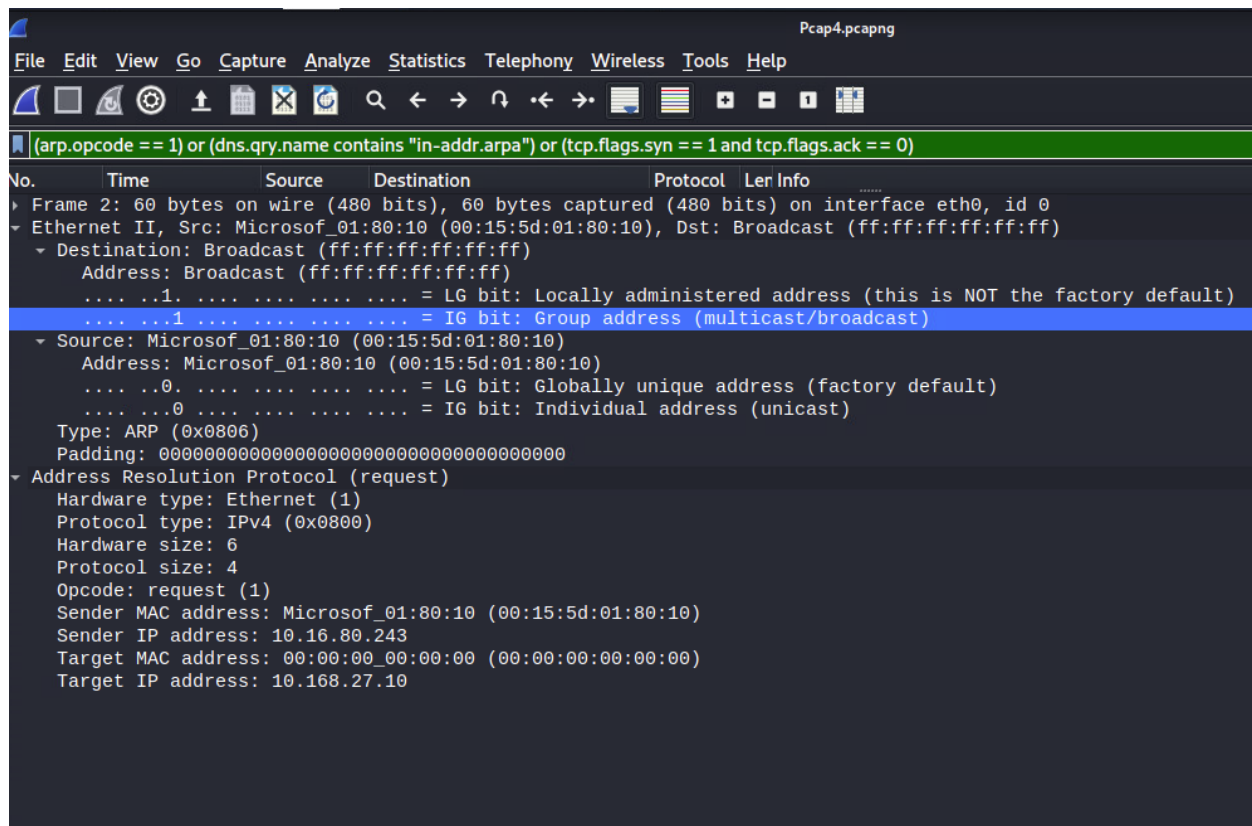 Pcap4.pcapng
File Edit View Go Capture Analyze Statistics Telephony Wireless Tools Help
(arp.opcode == 1) or (dns.qry.name contains "in-addr.arpa") or (tcp.flags.syn == 1 and tcp.flags.ack == 0)
No. Time Source Destination Protocol Len Info
Frame 2: 60 bytes on wire (480 bits), 60 bytes captured (480 bits) on interface eth0, id 0
Ethernet II, Src: Microsof_01:80:10 (00:15:5d:01:80:10), Dst: Broadcast (ff:ff:ff:ff:ff:ff)
Destination: Broadcast (ff:ff:ff:ff:ff:ff)
Address: Broadcast (ff:ff:ff:ff:ff:ff)
.... ..1. .... .... .... .... = LG bit: Locally administered address (this is NOT the factory default)
.... ...1 .... .... .... .... = IG bit: Group address (multicast/broadcast)
Source: Microsof_01:80:10 (00:15:5d:01:80:10)
Address: Microsof_01:80:10 (00:15:5d:01:80:10)
.... ..0. .... .... .... .... = LG bit: Globally unique address (factory default)
.... ...0 .... .... .... .... = IG bit: Individual address (unicast)
Type: ARP (0x0806)
Padding: 000000000000000000000000000000000000
Address Resolution Protocol (request)
Hardware type: Ethernet (1)
Protocol type: IPv4 (0x0800)
Hardware size: 6
Protocol size: 4
Opcode: request (1)
Sender MAC address: Microsof_01:80:10 (00:15:5d:01:80:10)
Sender IP address: 10.16.80.243
Target MAC address: 00:00:00_00:00:00 (00:00:00:00:00:00)
Target IP address: 10.168.27.10